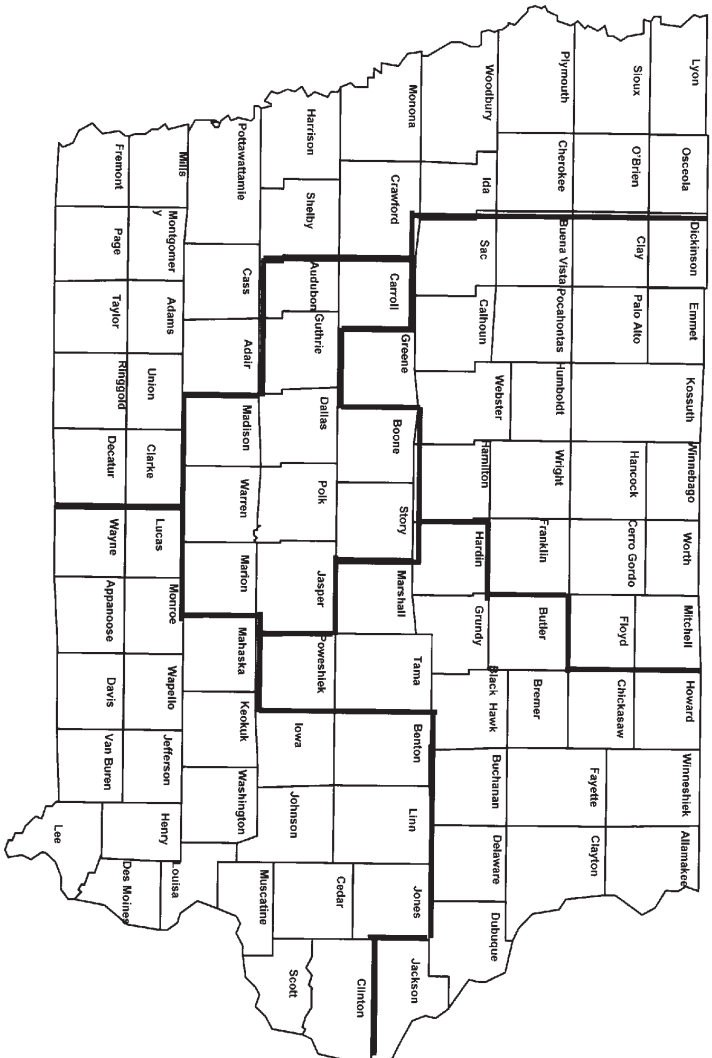 Lyon
Osceola
Dickinson
Emmet
Kossuth
Winnebago
Worth
Mitchell
Howard
Winneshiek
Allamakee
Sioux
O'Brien
Clay
Palo Alto
Hancock
Cerro Gordo
Floyd
Chickasaw
Fayette
Clayton
Plymouth
Cherokee
Buena Vista
Pocahontas
Humboldt
Wright
Franklin
Butler
Bremer
Woodbury
Ida
Sac
Calhoun
Webster
Hamilton
Hardin
Grundy
Black Hawk
Buchanan
Delaware
Dubuque
Monona
Crawford
Carroll
Greene
Boone
Story
Marshall
Tama
Benton
Linn
Jones
Jackson
Harrison
Shelby
Audubon
Guthrie
Dallas
Polk
Jasper
Poweshiek
Iowa
Johnson
Cedar
Clinton
Scott
Muscatine
Pottawattamie
Cass
Adair
Madison
Warren
Marion
Mahaska
Keokuk
Washington
Louisa
Mills
Montgomer
y
Adams
Union
Clarke
Lucas
Monroe
Wapello
Jefferson
Henry
Des Moines
Fremont
Page
Taylor
Ringgold
Decatur
Wayne
Appanoose
Davis
Van Buren
Lee